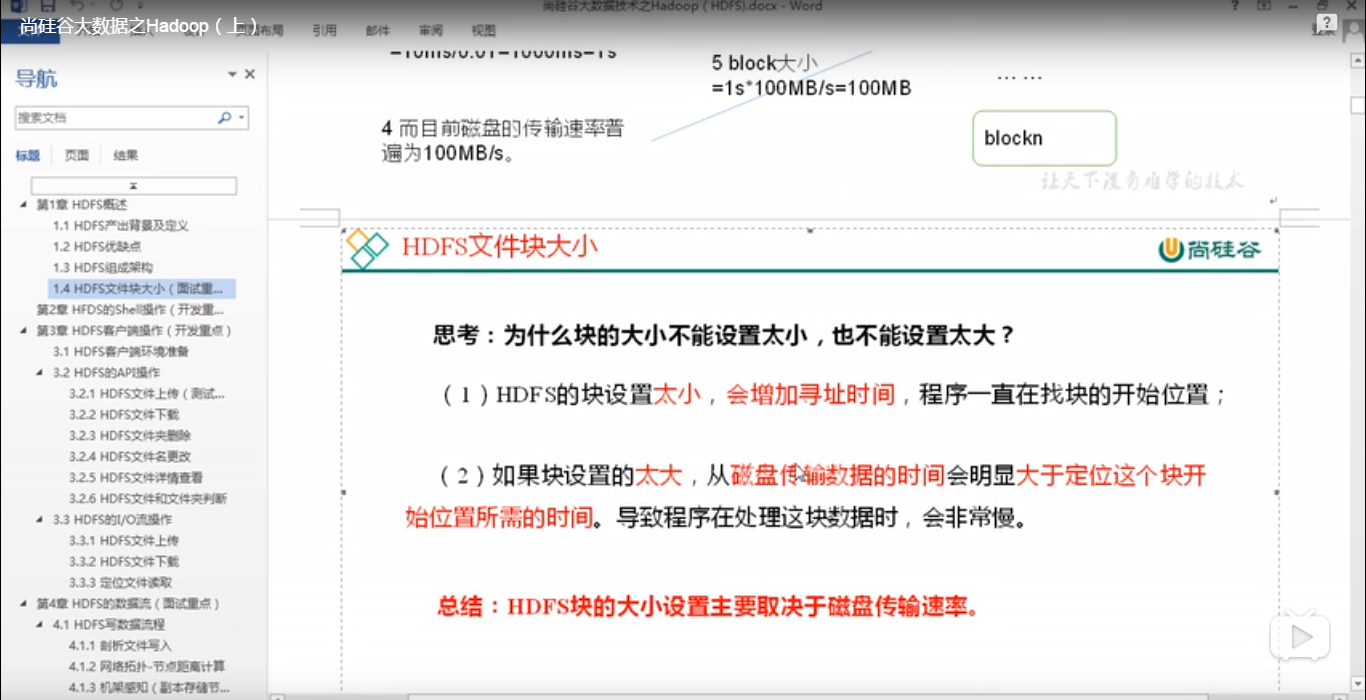 尚硅谷大数据技术之Hadoop（HDFS).docx - Word
尚硅谷大数据之Hadoop（上）
引用 邮件 审阅 视图
导航
搜索文档
标题 页面 结果
第1章 HDFS概述
1.1 HDFS产出背景及定义
1.2 HDFS优缺点
1.3 HDFS组成架构
1.4 HDFS文件块大小（面试重...
第2章 HFDS的Shell操作（开发重...
第3章 HDFS客户端操作（开发重点）
3.1 HDFS客户端环境准备
3.2 HDFS的API操作
3.2.1 HDFS文件上传（测试...
3.2.2 HDFS文件下载
3.2.3 HDFS文件夹删除
3.2.4 HDFS文件名更改
3.2.5 HDFS文件详情查看
3.2.6 HDFS文件和文件夹判断
3.3 HDFS的I/O流操作
3.3.1 HDFS文件上传
3.3.2 HDFS文件下载
3.3.3 定位文件读取
第4章 HDFS的数据流（面试重点）
4.1 HDFS写数据流程
4.1.1 剖析文件写入
4.1.2 网络拓扑-节点距离计算
4.1.3 机架感知（副本存储节...
=10ms/0.01=1000ms=1s
5 block大小
=1s*100MB/s=100MB
... ...
4 而目前磁盘的传输速率普
遍为100MB/s。
blockn
让天下没有难学的技术
HDFS文件块大小
尚硅谷
思考：为什么块的大小不能设置太小，也不能设置太大？
（1）HDFS的块设置太小，会增加寻址时间，程序一直在找块的开始位置；
（2）如果块设置的太大，从磁盘传输数据的时间会明显大于定位这个块开
始位置所需的时间。导致程序在处理这块数据时，会非常慢。
总结：HDFS块的大小设置主要取决于磁盘传输速率。